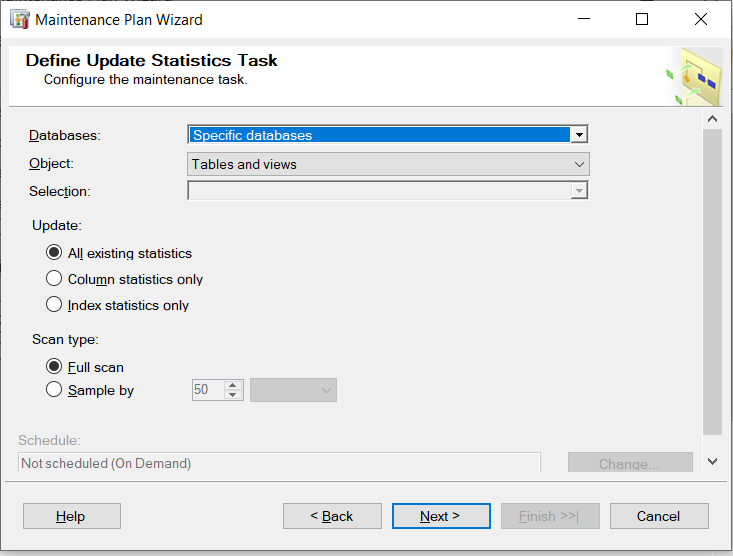 Maintenance Plan Wizard
Define Update Statistics Task
Configure the maintenance task.
Databases: Specific databases
Object: Tables and views
Selection:
Update:
All existing statistics
Column statistics only
Index statistics only
Scan type:
Full scan
Sample by 50
Schedule:
Not scheduled (On Demand) Change...
Help < Back Next > Finish >>| Cancel